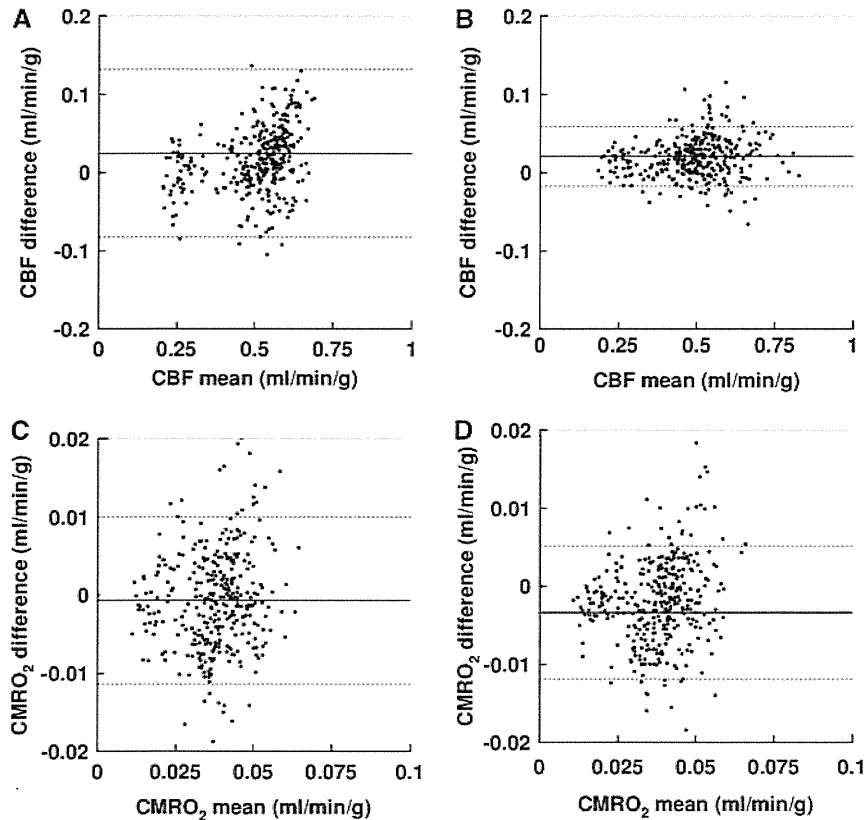 A
CBF difference (ml/min/g)
0.2
0.1
0
-0.1
-0.2
0 0.25 0.5 0.75 1
CBF mean (ml/min/g)
B
CBF difference (ml/min/g)
0.2
0.1
0
-0.1
-0.2
0 0.25 0.5 0.75 1
CBF mean (ml/min/g)
C
CMRO₂ difference (ml/min/g)
0.02
0.01
0
-0.01
-0.02
0 0.025 0.05 0.075 0.1
CMRO₂ mean (ml/min/g)
D
CMRO₂ difference (ml/min/g)
0.02
0.01
0
-0.01
-0.02
0 0.025 0.05 0.075 0.1
CMRO₂ mean (ml/min/g)